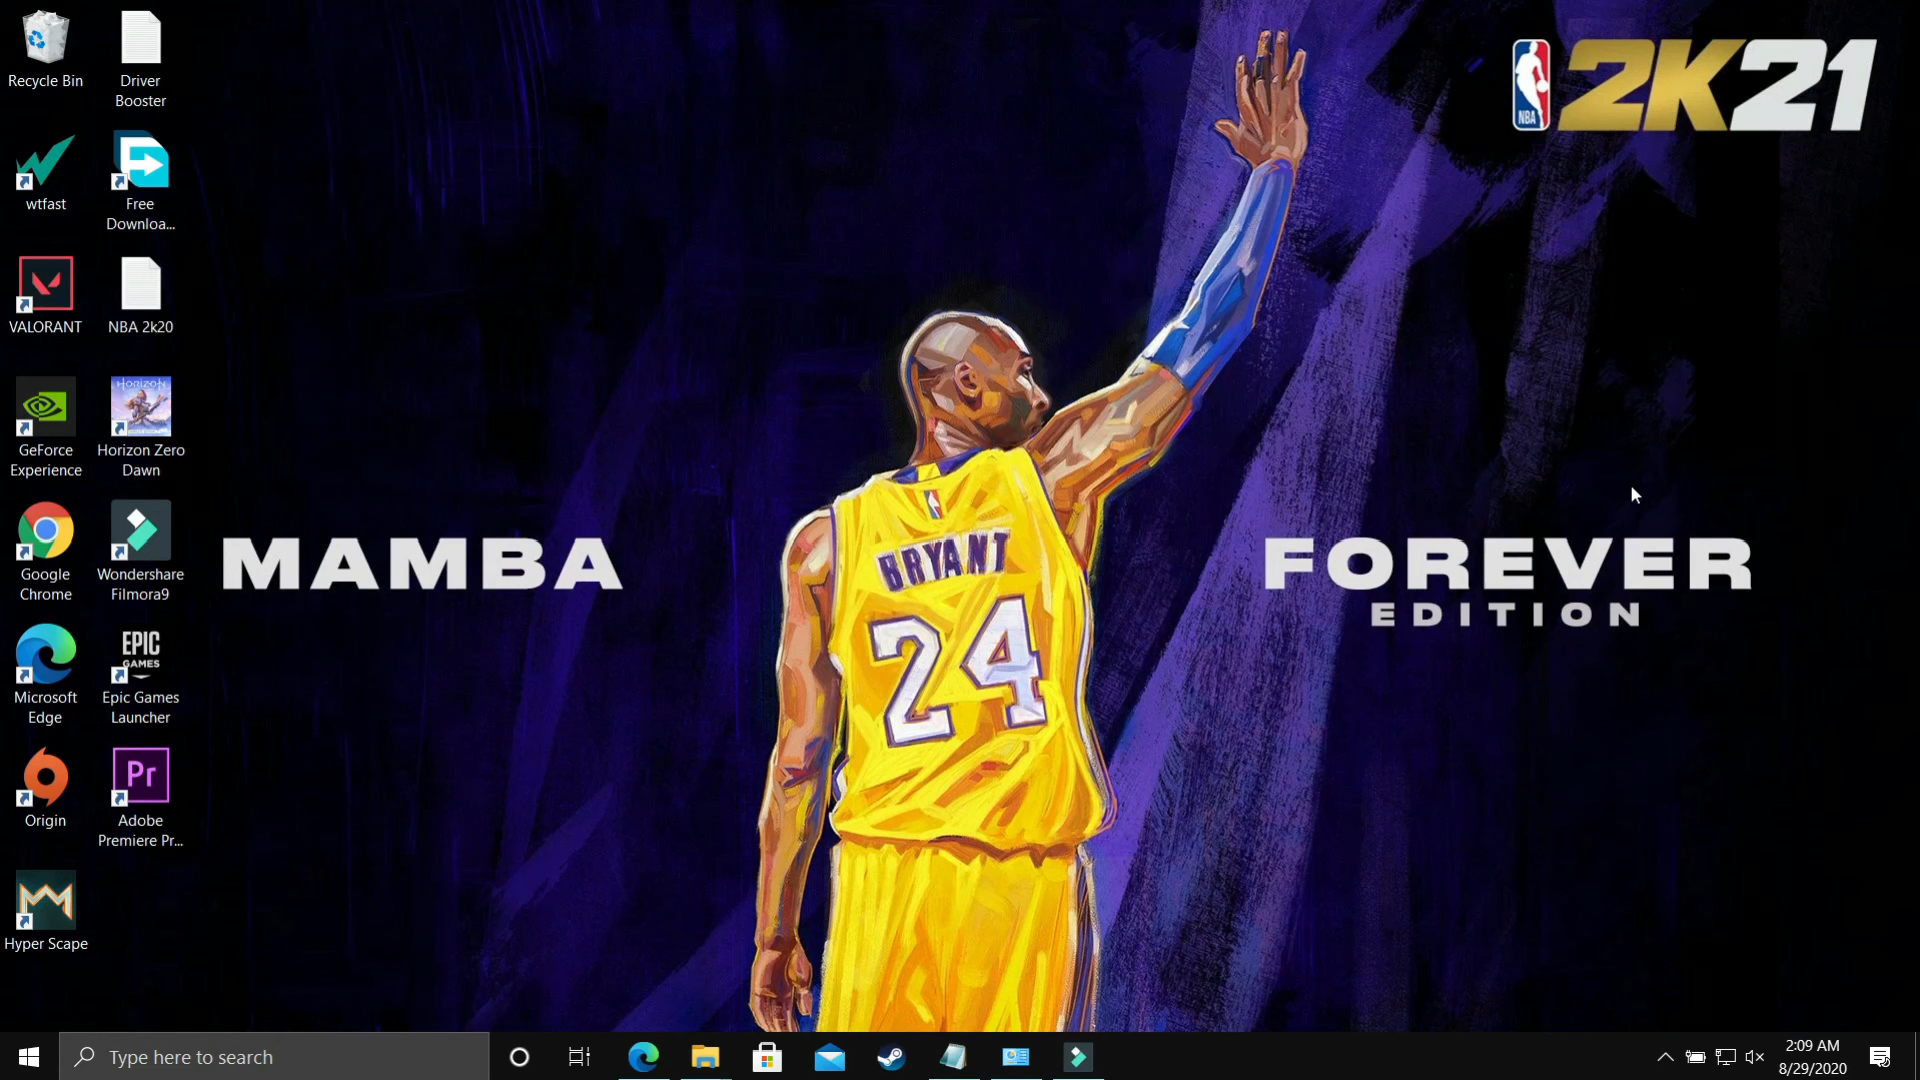 Recycle Bin
Driver
Booster
wtfast
Free
Downloa...
VALORANT
NBA 2k20
GeForce
Experience
HORIZON
Horizon Zero
Dawn
Google
Chrome
Wondershare
Filmora9
Microsoft
Edge
EPIC
GAMES
Epic Games
Launcher
Origin
Pr
Adobe
Premiere Pr...
Hyper Scape
NBA
2K21
MAMBA
FOREVER
EDITION
BRYANT
24
Type here to search
2:09 AM
8/29/2020